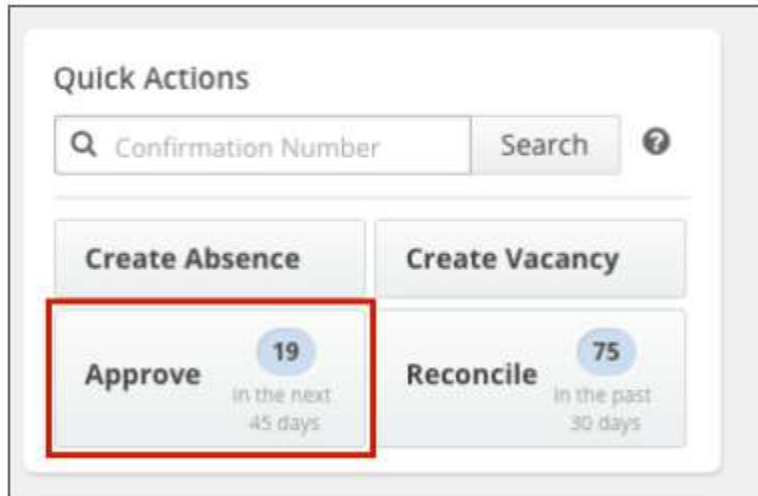 Quick Actions
Confirmation Number Search
Create Absence Create Vacancy
Approve 19 in the next 45 days
Reconcile 75 in the past 30 days